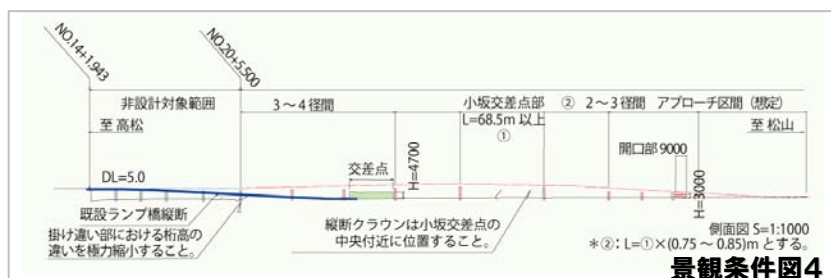 NO.14+1.943
NO.20+5.500
非設計対象範囲
3～4径間
小坂交差点部
② 2～3径間
アプローチ区間（想定）
至 高松
L=68.5m 以上
①
至 松山
開口部 9000
交差点
H=4700
DL=5.0
H=3000
既設ランプ橋縦断
掛け違い部における桁高の
違いを極力縮小すること。
縦断クラウンは小坂交差点の
中央付近に位置すること。
側面図 S=1:1000
＊②: L=①×(0.75 ～ 0.85)m とする。
景観条件図4